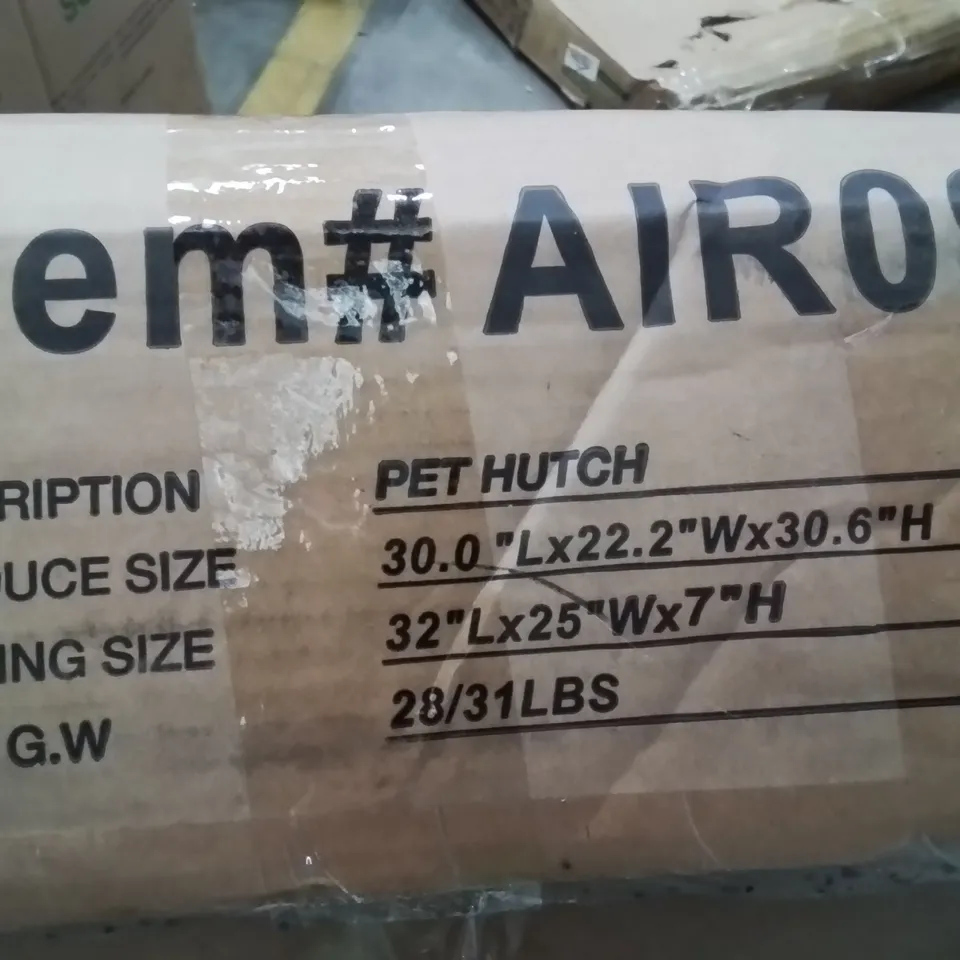 em# AIR0
RIPTION PET HUTCH
UCE SIZE 30.0 "Lx22.2"Wx30.6"H
ING SIZE 32"Lx25"Wx7"H
G.W 28/31LBS